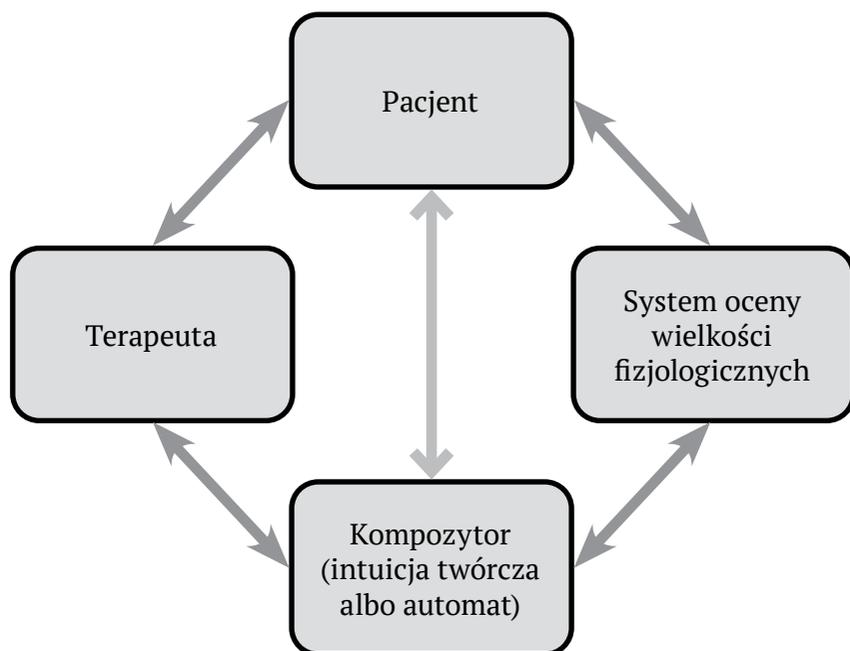 Pacjent
Terapeuta
System oceny
wielkości
fizjologicznych
Kompozytor
(intuicja twórcza
albo automat)